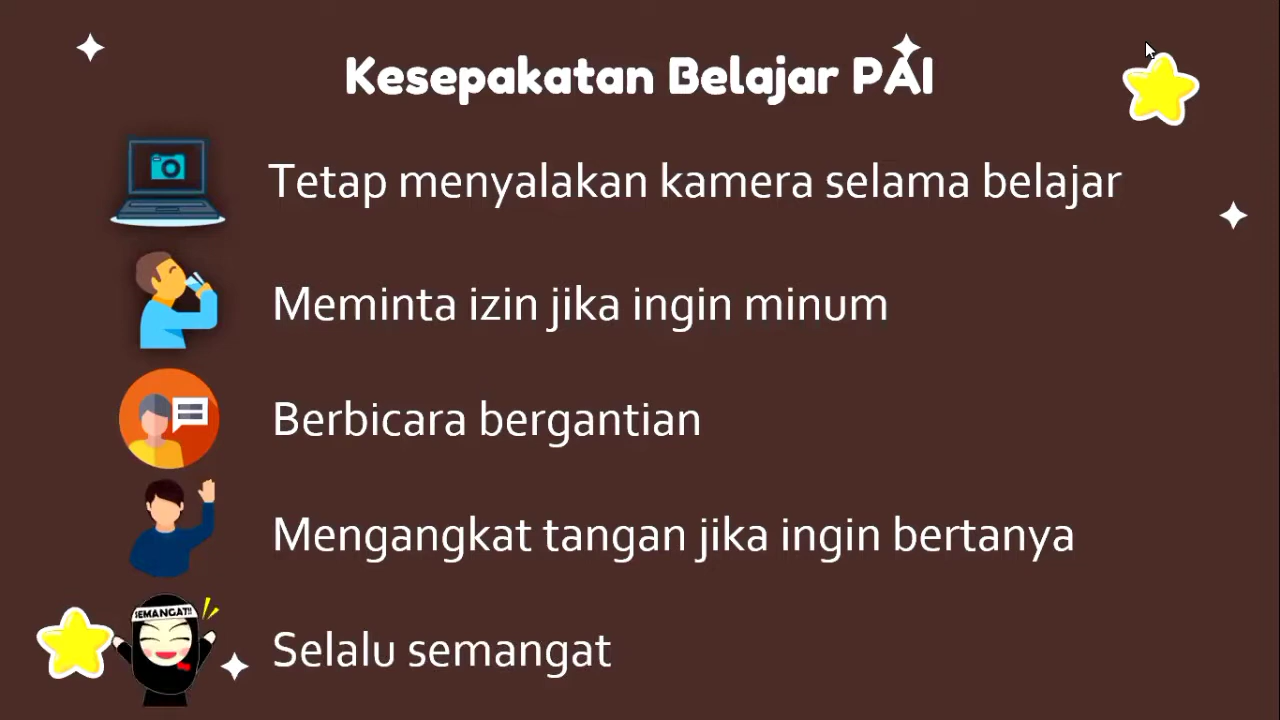 Kesepakatan Belajar PAI
Tetap menyalakan kamera selama belajar
Meminta izin jika ingin minum
Berbicara bergantian
Mengangkat tangan jika ingin bertanya
SEMANGAT!!
Selalu semangat